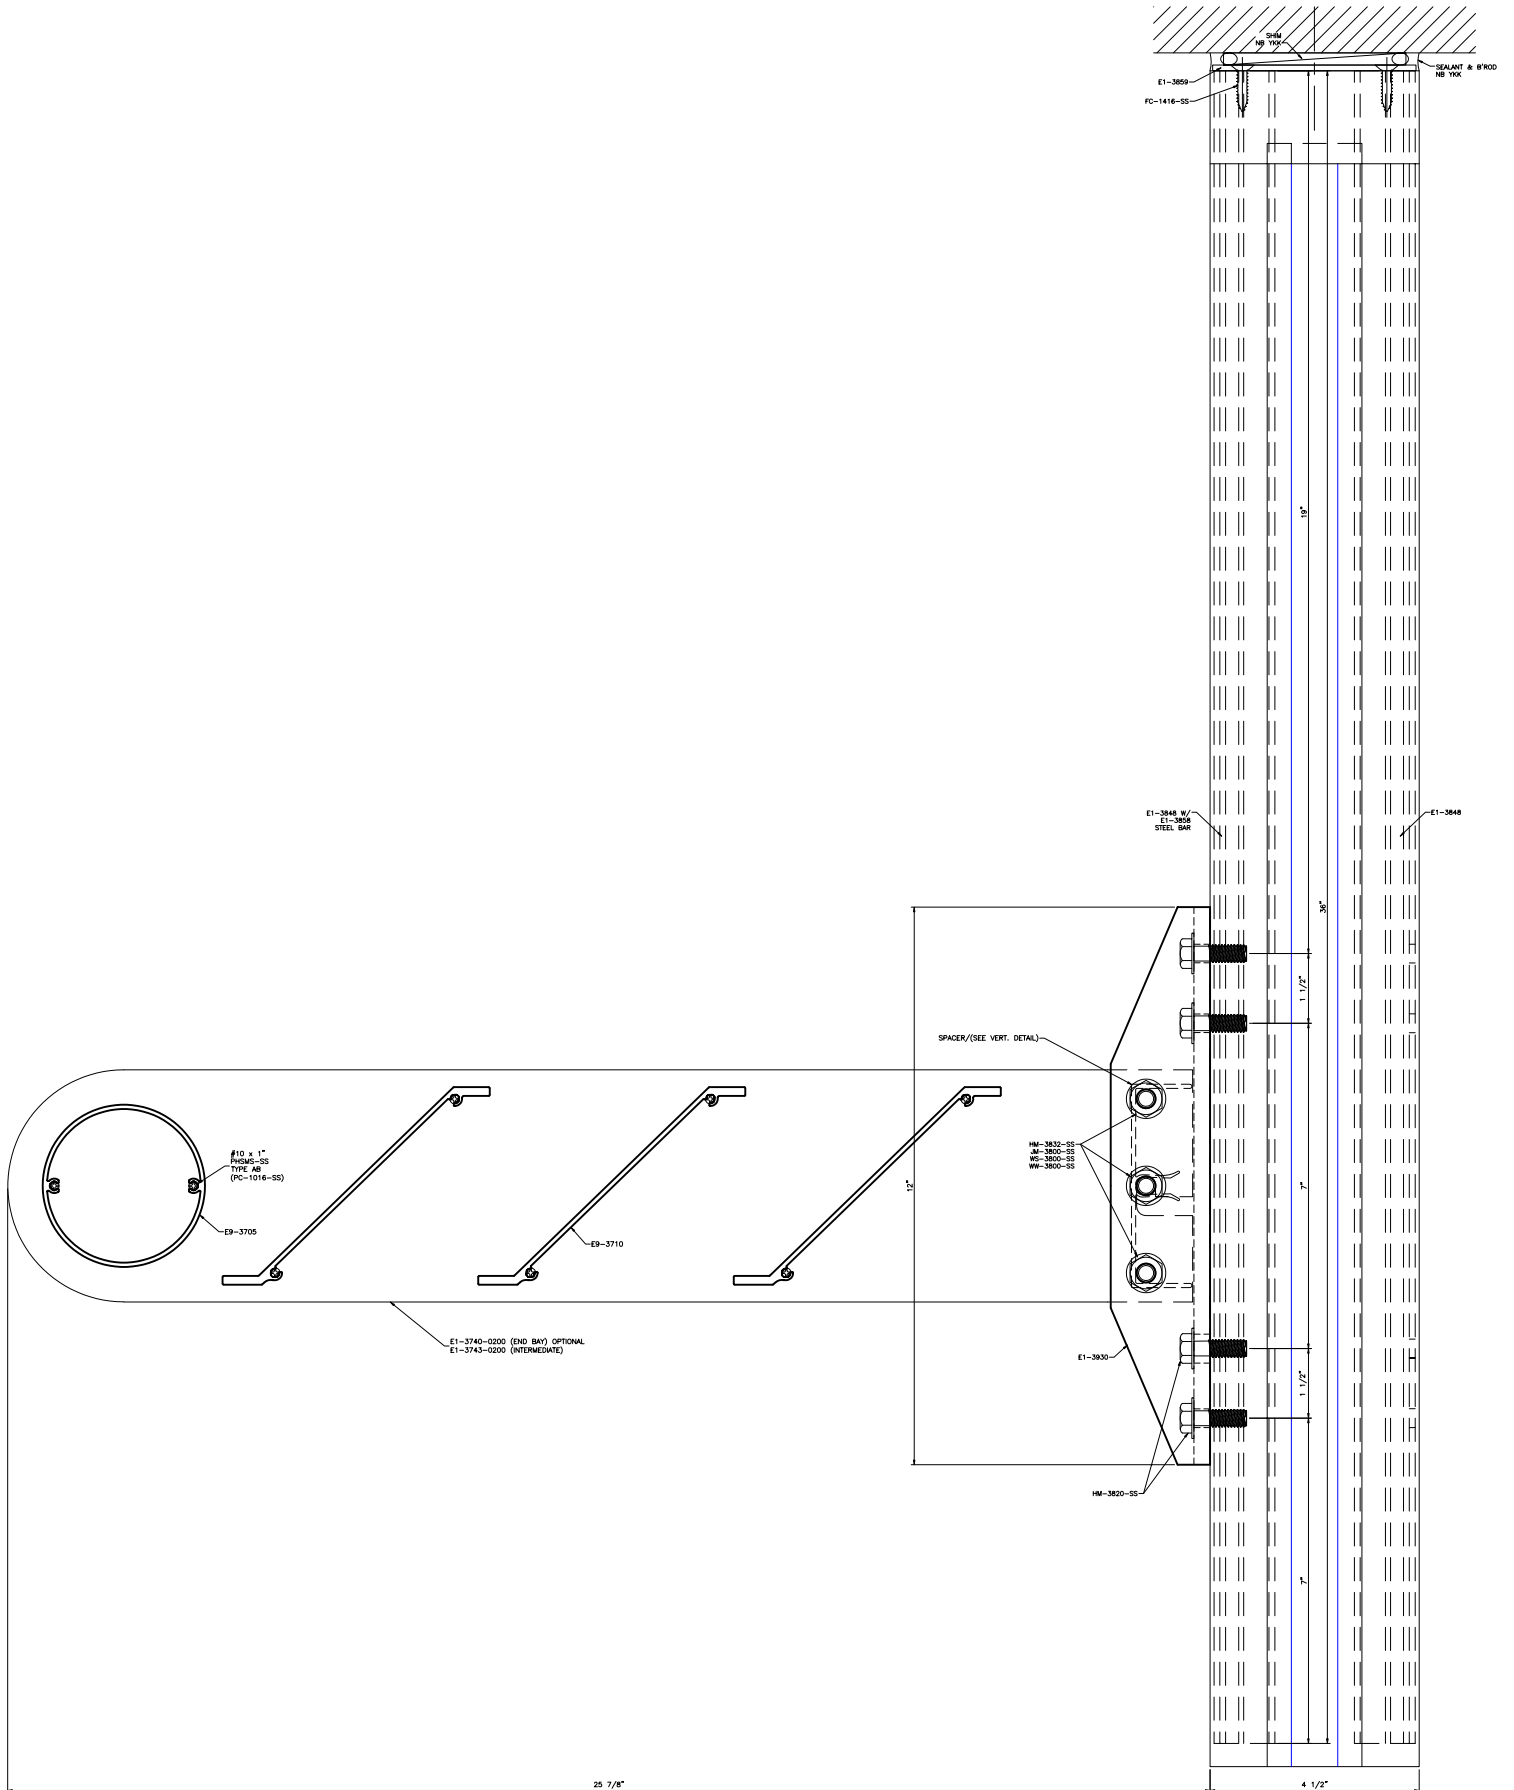 SHIM
NB YKK
SEALANT & B'ROD
NB YKK
E1-3859
FC-1416-SS
19"
E1-3848 W/
E1-3858
STEEL BAR
E1-3848
36"
1 1/2"
SPACER/(SEE VERT. DETAIL)
HM-3832-SS
JM-3800-SS
WS-3800-SS
WW-3800-SS
12"
7"
#10 x 1"
PHSMS-SS
TYPE AB
(PC-1016-SS)
E9-3705
E9-3710
E1-3740-0200 (END BAY) OPTIONAL
E1-3743-0200 (INTERMEDIATE)
E1-3930
1 1/2"
HM-3820-SS
7"
25 7/8"
4 1/2"